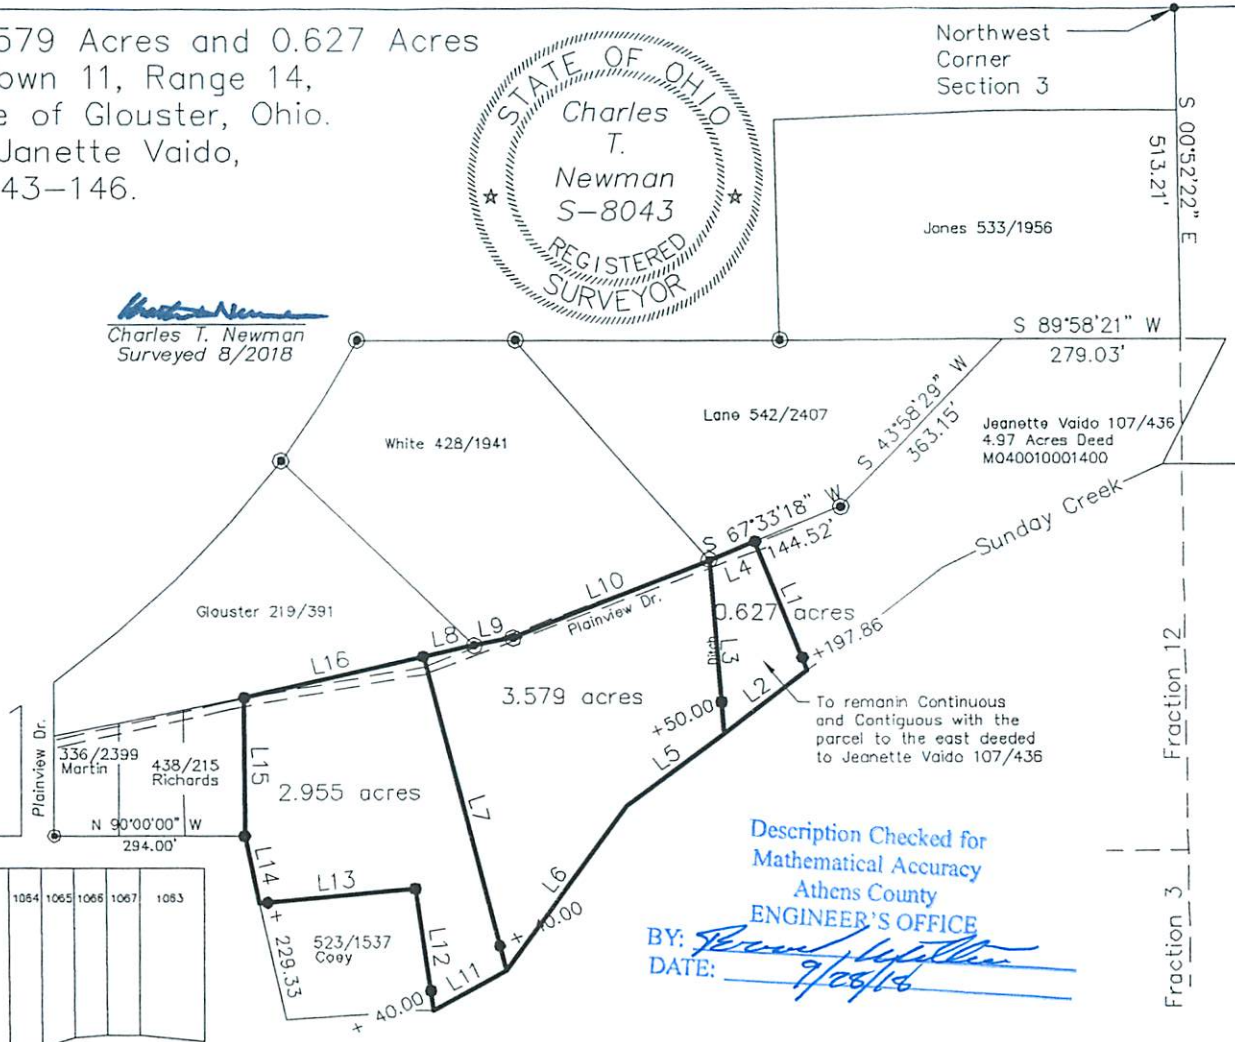 579 Acres and 0.627 Acres
own 11, Range 14,
e of Glouster, Ohio.
Janette Vaido,
43-146.
STATE OF OHIO
Charles
T.
Newman
S-8043
REGISTERED
SURVEYOR
Northwest
Corner
Section 3
S 00°52'22" E
513.21'
Jones 533/1956
Charles T. Newman
Surveyed 8/2018
S 89°58'21" W
279.03'
White 428/1941
Lane 542/2407
S 43°58'29" W
363.15'
Jeanette Vaido 107/436
4.97 Acres Deed
M040010001400
S 67°33'18" W
144.52'
Sunday Creek
Glouster 219/391
L10
Plainview Dr.
L4
L1
0.627 acres
L8
L9
L16
L3
Ditch
+197.86
3.579 acres
L2
+50.00
To remanin Continuous
and Contiguous with the
parcel to the east deeded
to Jeanette Vaido 107/436
Fraction 12
Plainview Dr.
336/2399
Martin
438/215
Richards
L15
2.955 acres
L7
L5
N 90°00'00" W
294.00'
L14
L13
L6
Description Checked for
Mathematical Accuracy
Athens County
ENGINEER'S OFFICE
BY:
DATE: 9/28/18
1064 1065 1066 1067 1063
523/1537
Coey
+ 229.33
L12
L11
+ 40.00
+ 40.00
Fraction 3